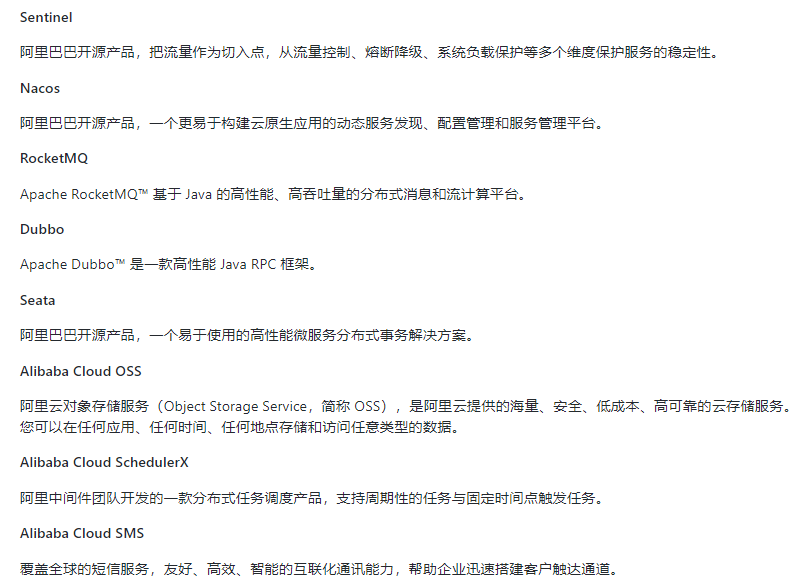 Sentinel
阿里巴巴开源产品，把流量作为切入点，从流量控制、熔断降级、系统负载保护等多个维度保护服务的稳定性。
Nacos
阿里巴巴开源产品，一个更易于构建云原生应用的动态服务发现、配置管理和服务管理平台。
RocketMQ
Apache RocketMQ™ 基于 Java 的高性能、高吞吐量的分布式消息和流计算平台。
Dubbo
Apache Dubbo™ 是一款高性能 Java RPC 框架。
Seata
阿里巴巴开源产品，一个易于使用的高性能微服务分布式事务解决方案。
Alibaba Cloud OSS
阿里云对象存储服务（Object Storage Service，简称 OSS），是阿里云提供的海量、安全、低成本、高可靠的云存储服务。
您可以在任何应用、任何时间、任何地点存储和访问任意类型的数据。
Alibaba Cloud SchedulerX
阿里中间件团队开发的一款分布式任务调度产品，支持周期性的任务与固定时间点触发任务。
Alibaba Cloud SMS
覆盖全球的短信服务，友好、高效、智能的互联化通讯能力，帮助企业迅速搭建客户触达通道。